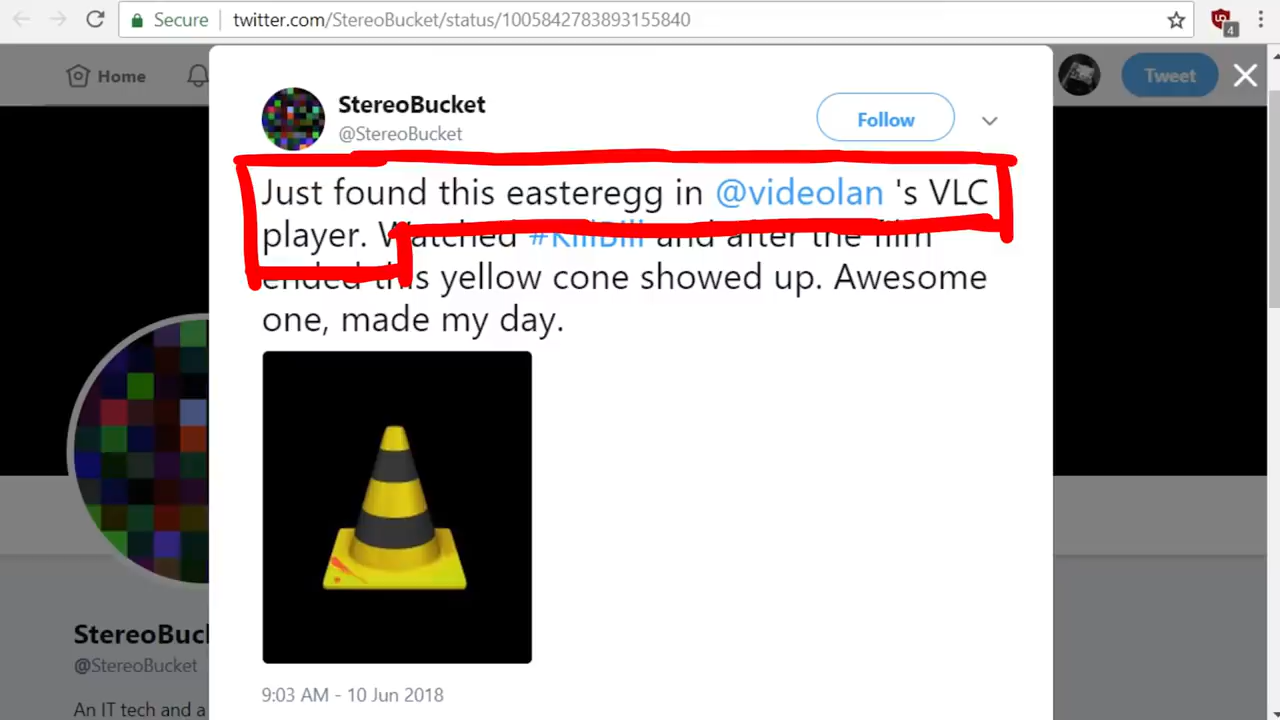 Secure
twitter.com/StereoBucket/status/1005842783893155840
4
Home
Tweet
StereoBucket
@StereoBucket
Follow
Just found this easteregg in @videolan 's VLC
player. Watched #KillBill and after the film
ended this yellow cone showed up. Awesome
one, made my day.
9:03 AM - 10 Jun 2018
StereoBucl
@StereoBucket
An IT tech and a